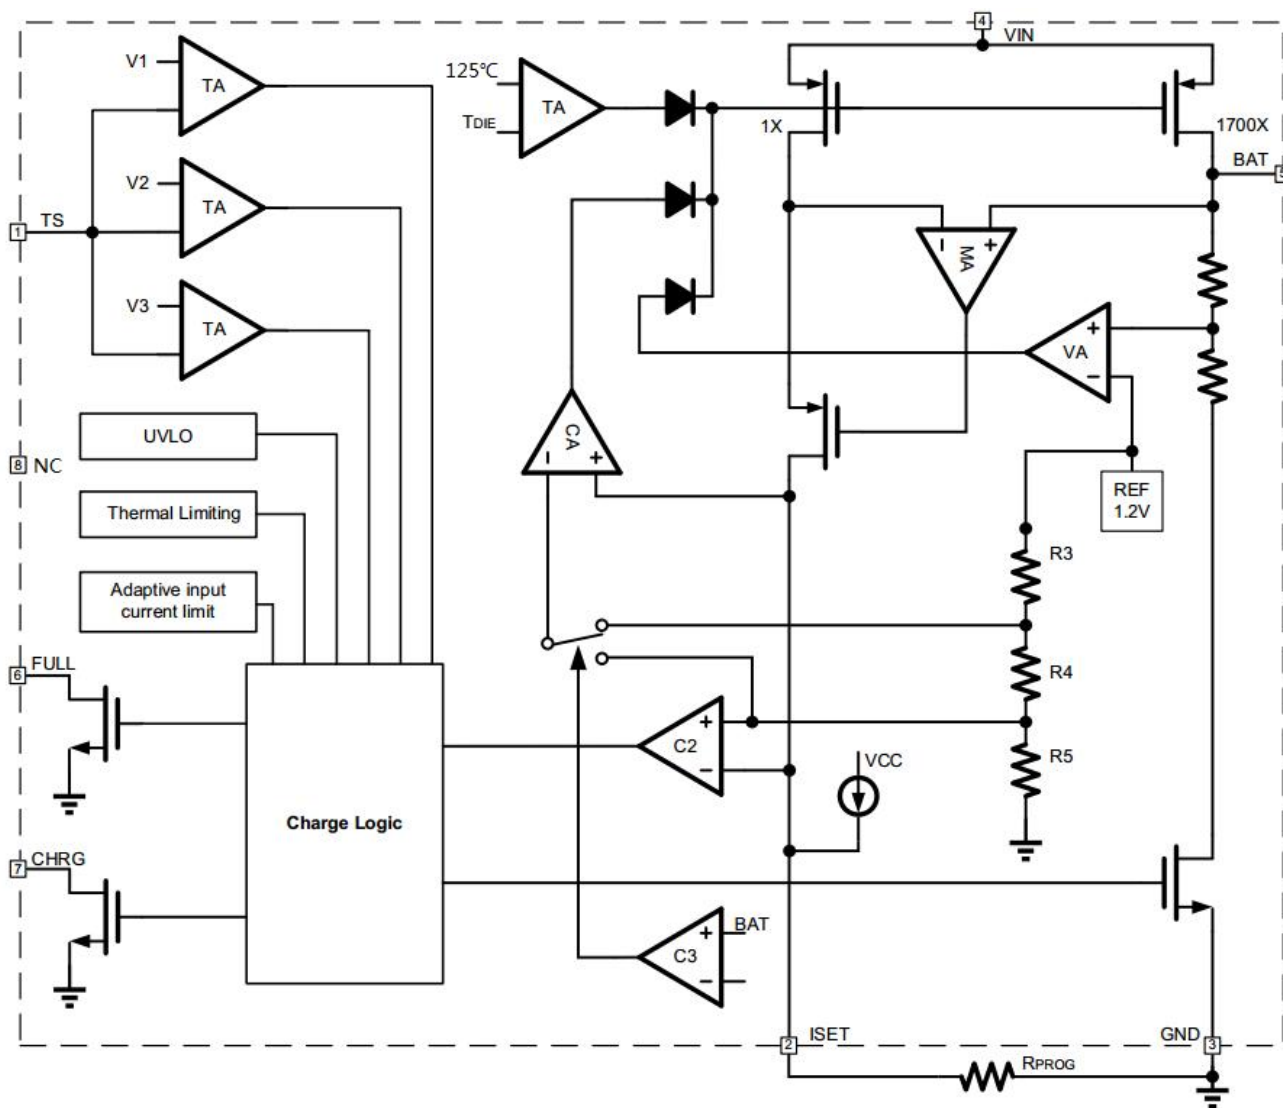 4
VIN
V1
TA
125℃
TDIE
TA
1X
1700X
BAT
5
V2
TA
1
TS
−
+
MA
V3
TA
+
VA
−
UVLO
CA
−
+
8
NC
REF
1.2V
Thermal Limiting
R3
Adaptive input
current limit
6
FULL
R4
+
C2
−
VCC
R5
Charge Logic
7
CHRG
+
BAT
C3
−
2
ISET
GND
3
RPROG